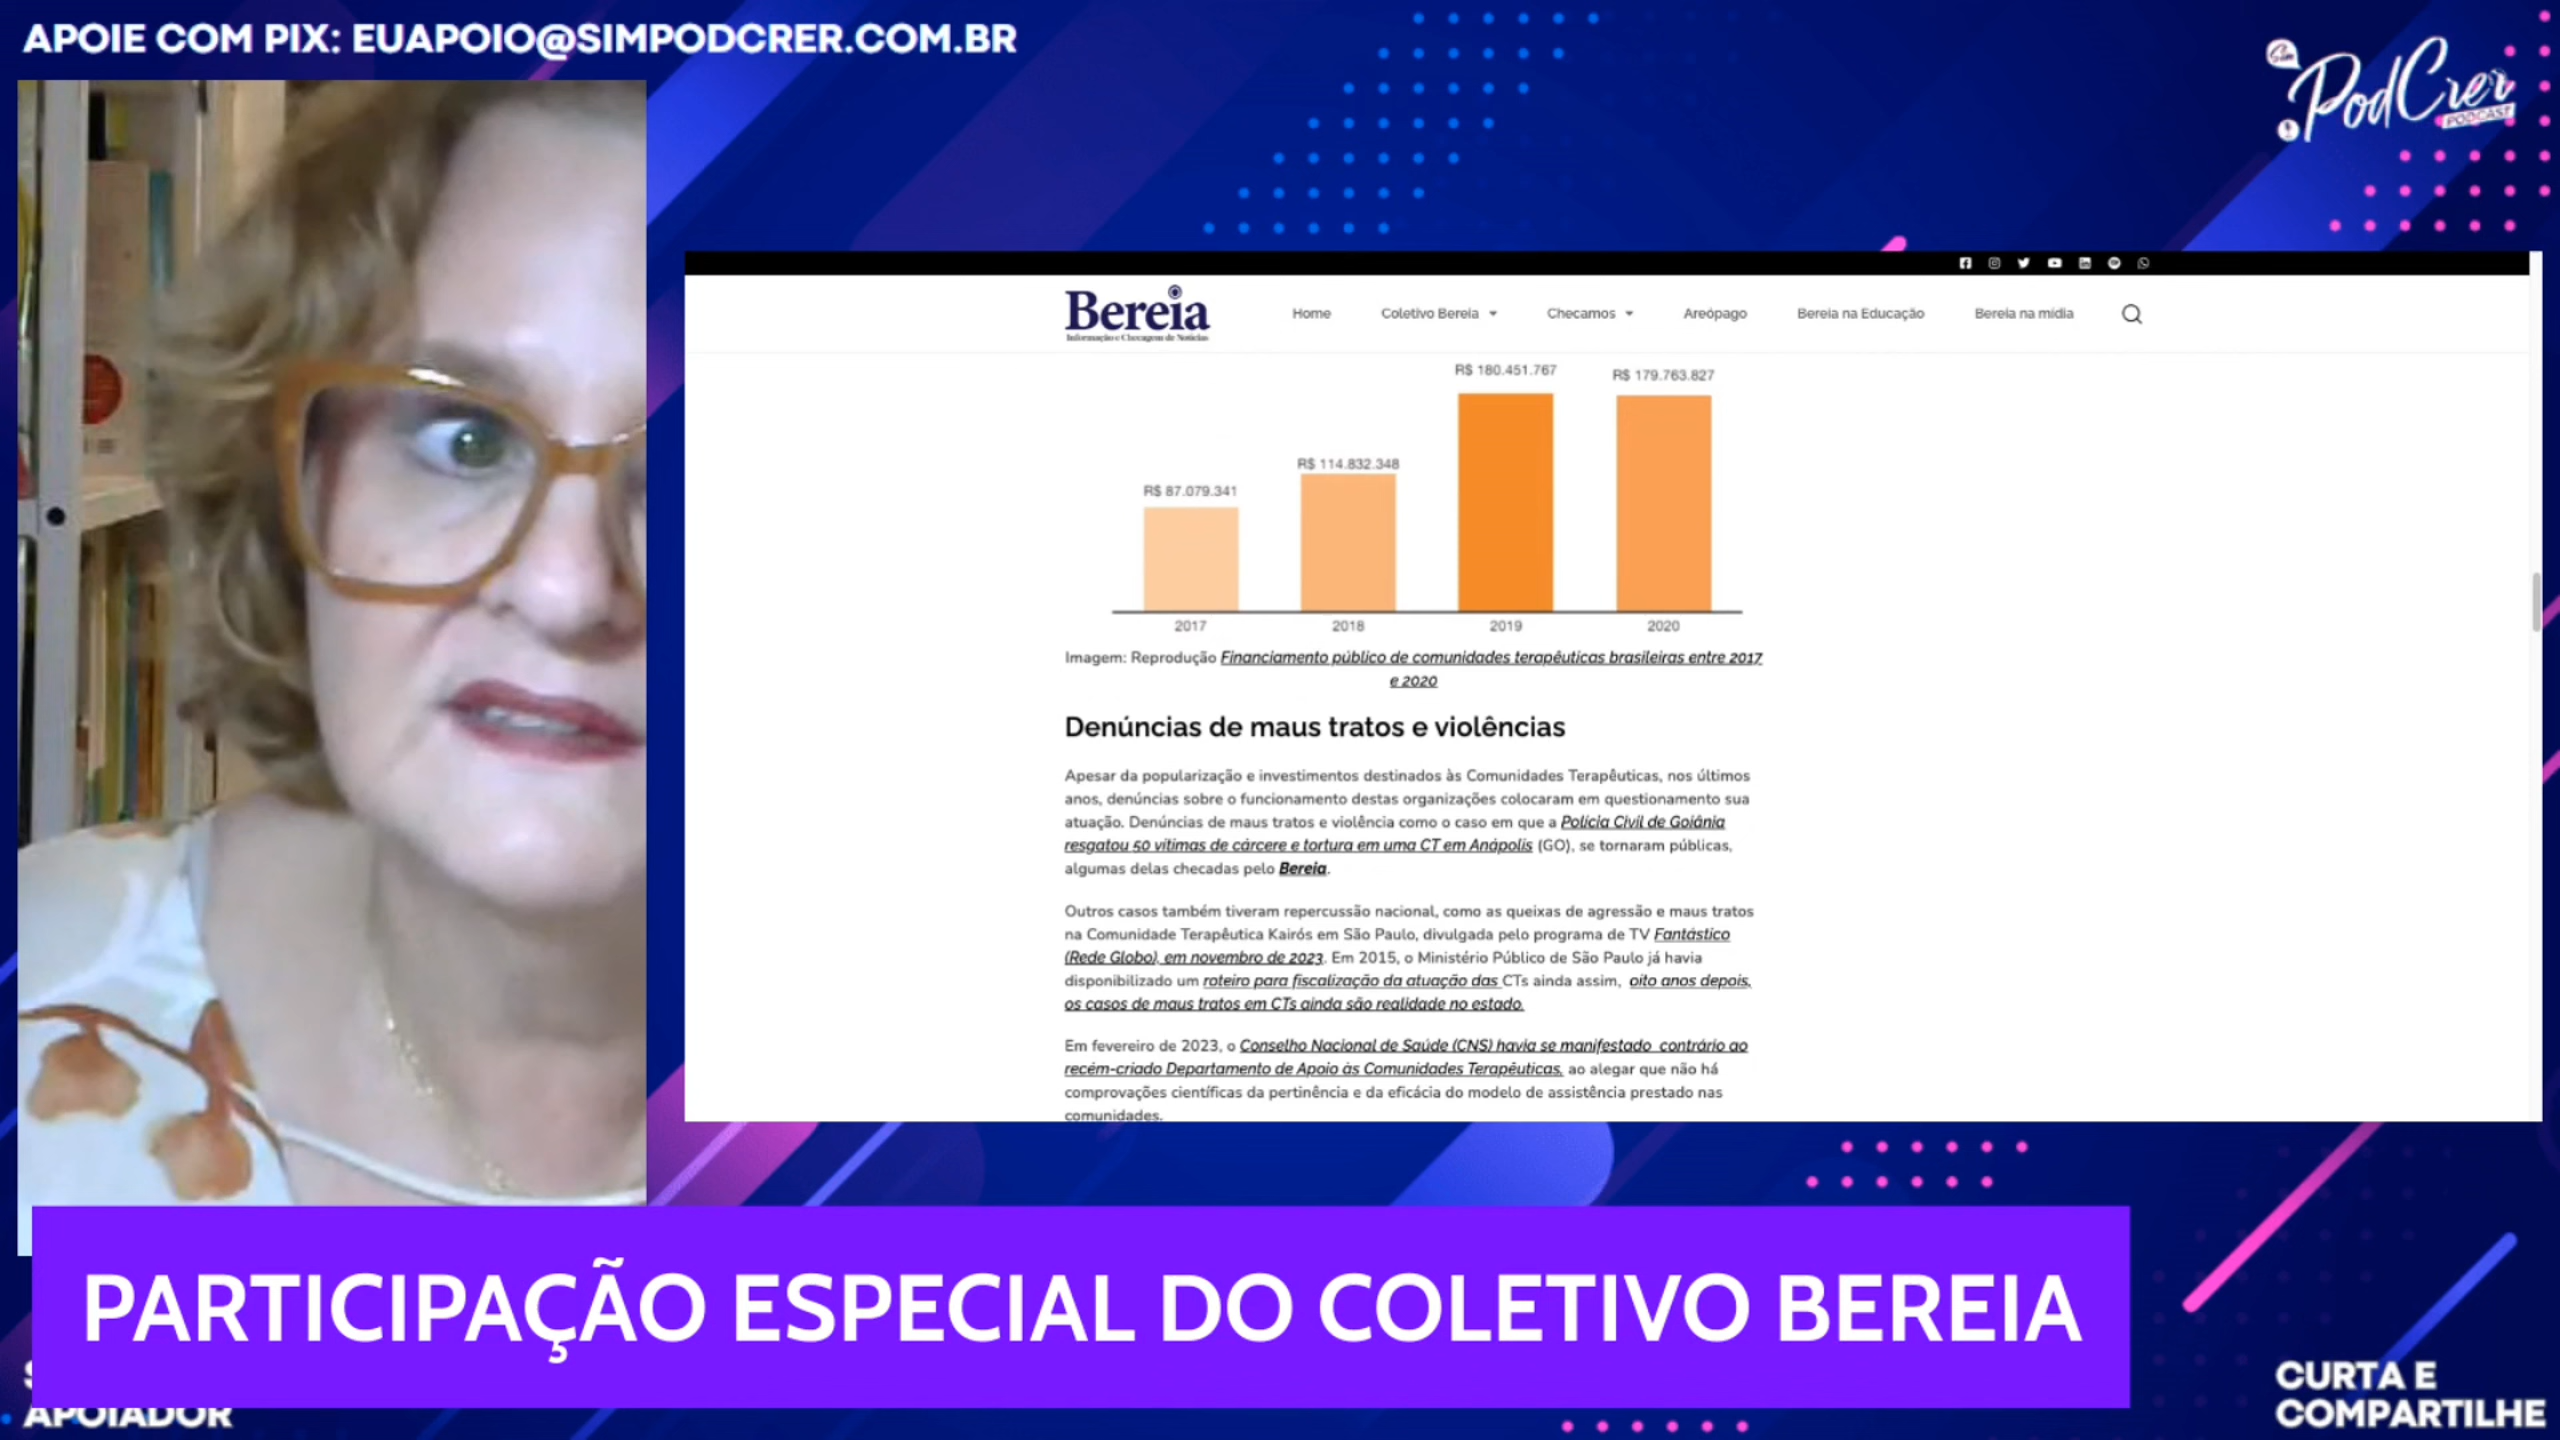 APOIE COM PIX: EUAPOIO@SIMPODCRER.COM.BR
Sim
PodCrer
PODCAST
Bereia
Informação e Checagem de Notícias
Home
Coletivo Bereia
Checamos
Areópago
Bereia na Educação
Bereia na mídia
R$ 87.079.341
R$ 114.832.348
R$ 180.451.767
R$ 179.763.827
2017
2018
2019
2020
Imagem: Reprodução Financiamento público de comunidades terapêuticas brasileiras entre 2017
e 2020
Denúncias de maus tratos e violências
Apesar da popularização e investimentos destinados às Comunidades Terapêuticas, nos últimos
anos, denúncias sobre o funcionamento destas organizações colocaram em questionamento sua
atuação. Denúncias de maus tratos e violência como o caso em que a Polícia Civil de Goiânia
resgatou 50 vítimas de cárcere e tortura em uma CT em Anápolis (GO), se tornaram públicas,
algumas delas checadas pelo Bereia.
Outros casos também tiveram repercussão nacional, como as queixas de agressão e maus tratos
na Comunidade Terapêutica Kairós em São Paulo, divulgada pelo programa de TV Fantástico
(Rede Globo), em novembro de 2023. Em 2015, o Ministério Público de São Paulo já havia
disponibilizado um roteiro para fiscalização da atuação das CTs ainda assim, oito anos depois,
os casos de maus tratos em CTs ainda são realidade no estado.
Em fevereiro de 2023, o Conselho Nacional de Saúde (CNS) havia se manifestado contrário ao
recém-criado Departamento de Apoio às Comunidades Terapêuticas, ao alegar que não há
comprovações científicas da pertinência e da eficácia do modelo de assistência prestado nas
comunidades.
PARTICIPAÇÃO ESPECIAL DO COLETIVO BEREIA
APOIADOR
CURTA E
COMPARTILHE